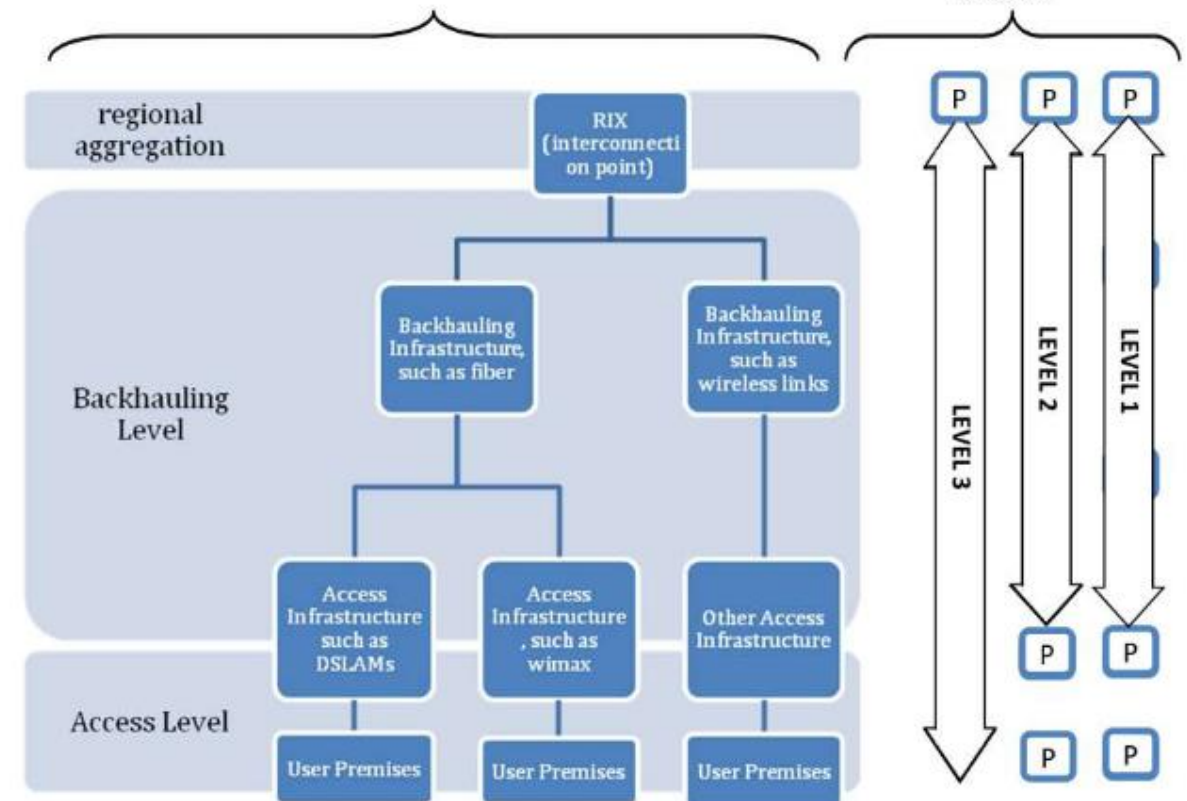 regional
aggregation
RIX
(interconnecti
on point)
P
P
P
Backhauling
Level
Backhauling
Infrastructure,
such as fiber
Backhauling
Infrastructure,
such as
wireless links
LEVEL 3
LEVEL 2
LEVEL 1
Access
Infrastructure
such as
DSLAMs
Access
Infrastructure
, such as
wimax
Other Access
Infrastructure
P
P
Access Level
User Premises
User Premises
User Premises
P
P